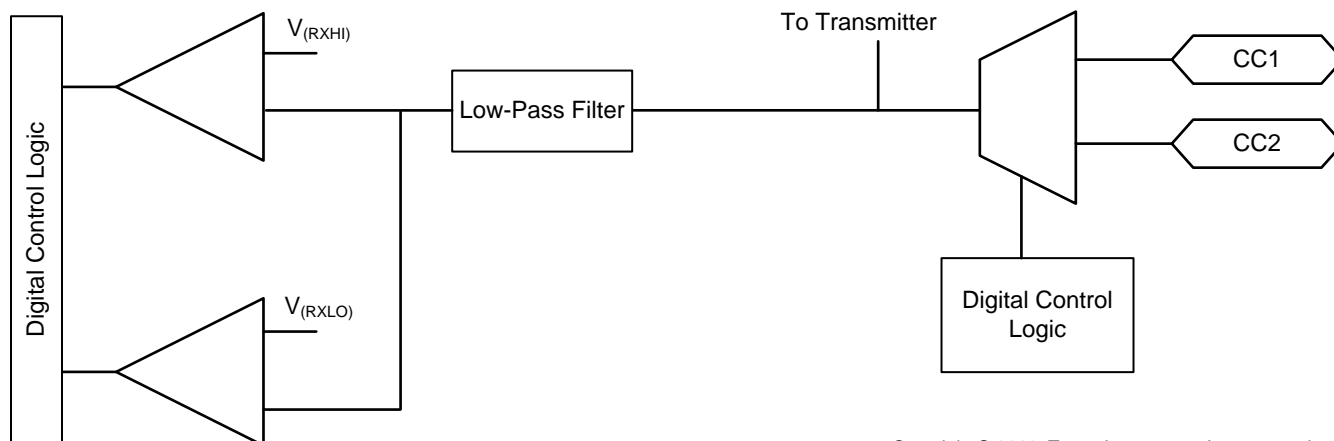 V(RXHI)
To Transmitter
CC1
Low-Pass Filter
CC2
Digital Control Logic
V(RXLO)
Digital Control
Logic